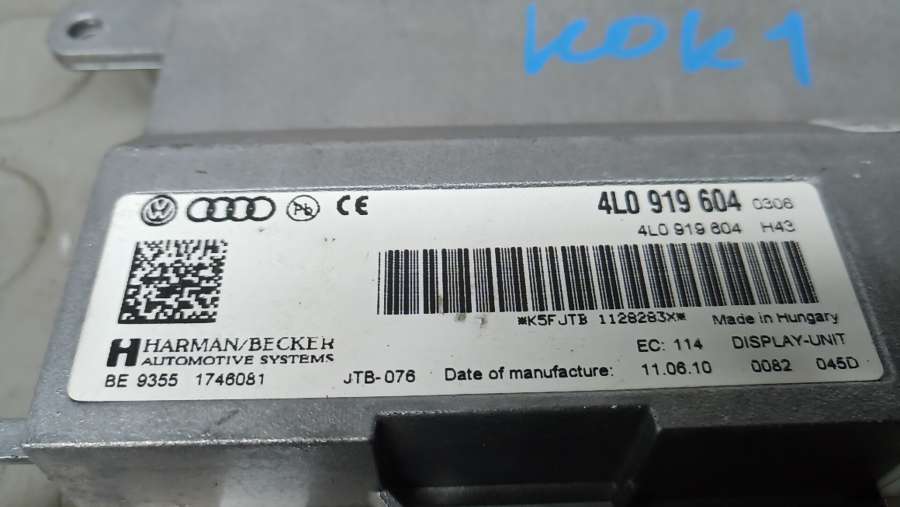 KOK1
Pb CE 4L0 919 604 0306
4L0 919 604 H43
*K5FJTB 1128283X* Made in Hungary
HARMAN/BECKER
AUTOMOTIVE SYSTEMS
EC: 114 DISPLAY-UNIT
BE 9355 1746081 JTB-076 Date of manufacture: 11.06.10 0082 045D